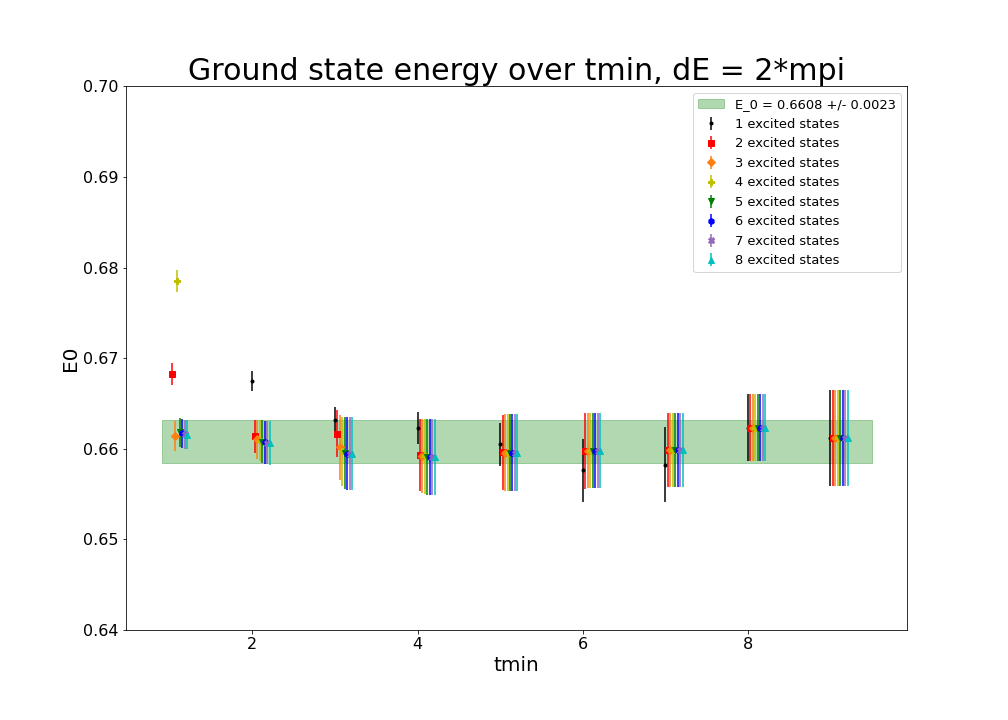 Ground state energy over tmin, dE = 2*mpi
0.70
0.69
0.68
0.67
0.66
0.65
0.64
E0
2
4
6
8
tmin
E_0 = 0.6608 +/- 0.0023
1 excited states
2 excited states
3 excited states
4 excited states
5 excited states
6 excited states
7 excited states
8 excited states